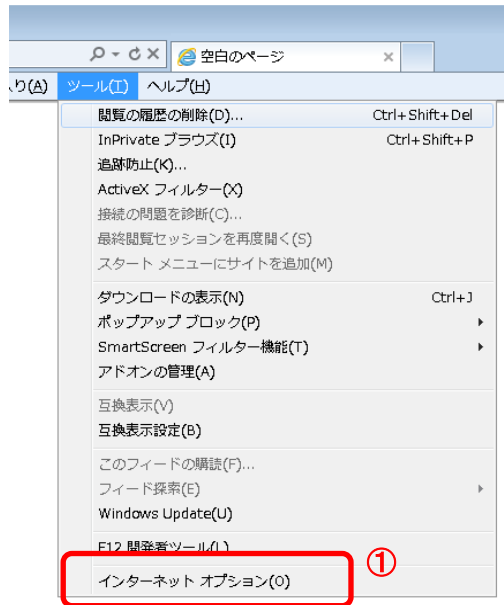 空白のページ
り(A) ツール(T) ヘルプ(H)
閲覧の履歴の削除(D)... Ctrl+Shift+Del
InPrivate ブラウズ(I) Ctrl+Shift+P
追跡防止(K)...
ActiveX フィルター(X)
接続の問題を診断(C)...
最終閲覧セッションを再度開く(S)
スタート メニューにサイトを追加(M)
ダウンロードの表示(N) Ctrl+J
ポップアップ ブロック(P)
SmartScreen フィルター機能(T)
アドオンの管理(A)
互換表示(V)
互換表示設定(B)
このフィードの購読(F)...
フィード探索(E)
Windows Update(U)
F12 開発者ツール(L)
インターネット オプション(O)
①